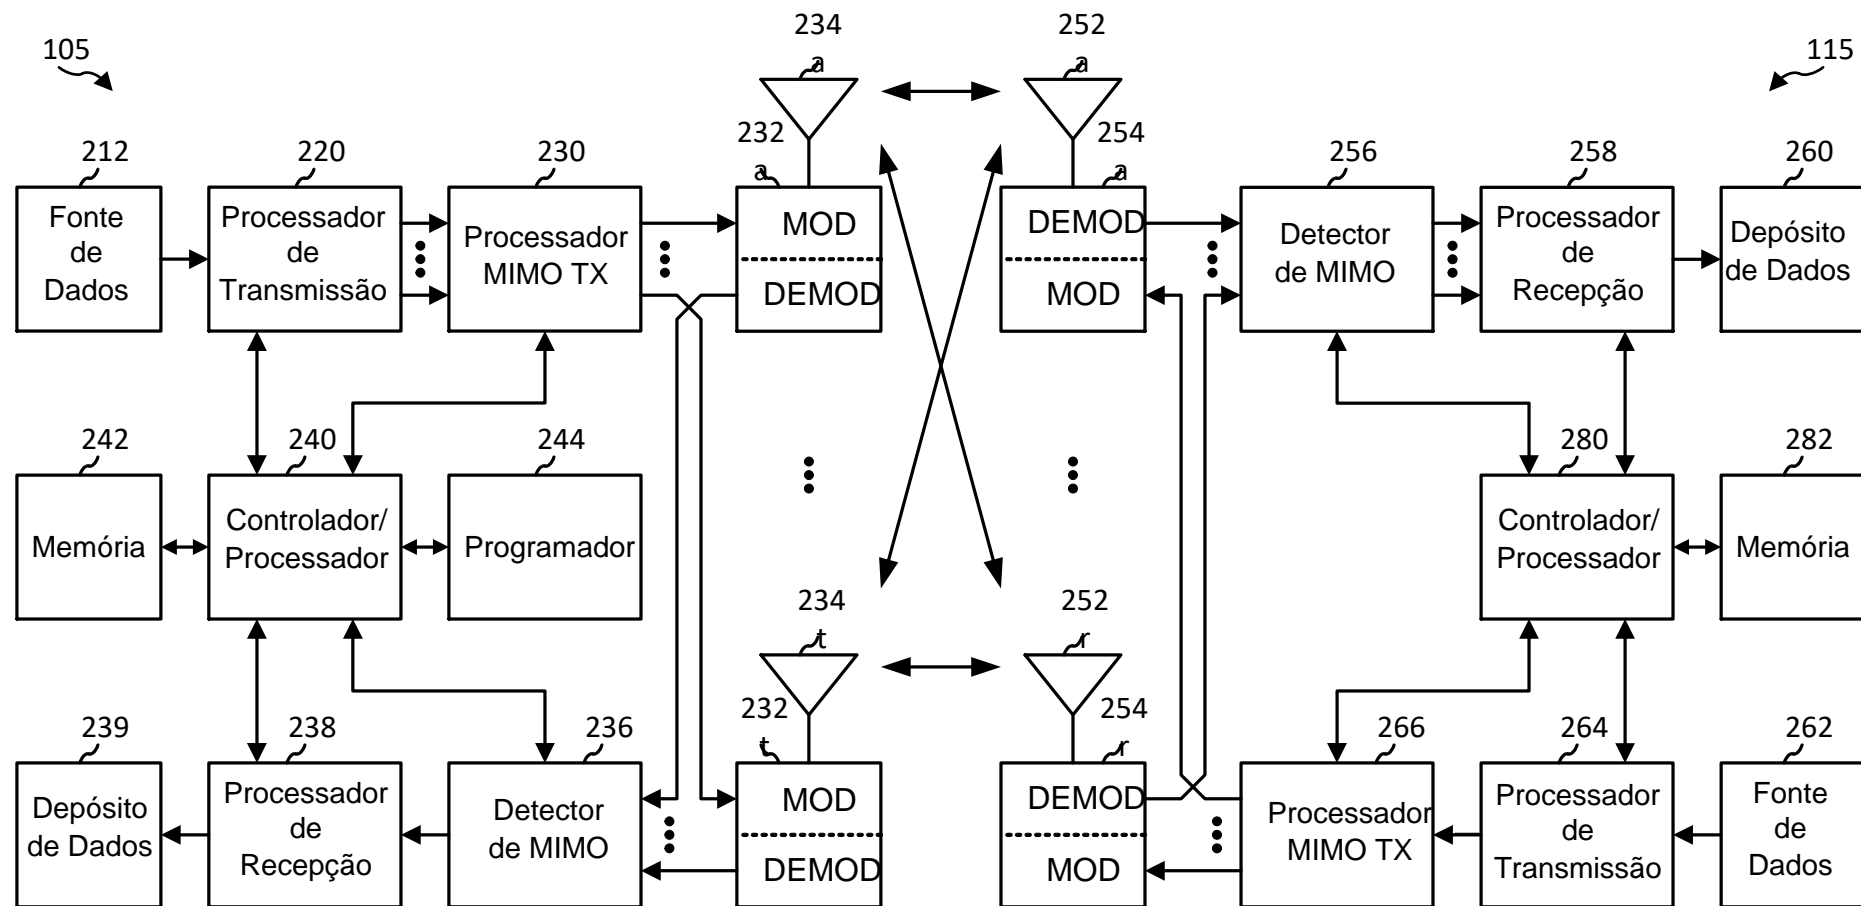 234
a
252
a
105
115
232
a
254
a
212
220
230
256
258
260
Fonte
de
Dados
Processador
de
Transmissão
Processador
MIMO TX
MOD
DEMOD
DEMOD
MOD
Detector
de MIMO
Processador
de
Recepção
Depósito
de Dados
242
240
244
280
282
Memória
Controlador/
Processador
Programador
Controlador/
Processador
Memória
234
t
252
r
232
t
254
r
239
238
236
266
264
262
Depósito
de Dados
Processador
de
Recepção
Detector
de MIMO
MOD
DEMOD
DEMOD
MOD
Processador
MIMO TX
Processador
de
Transmissão
Fonte
de
Dados